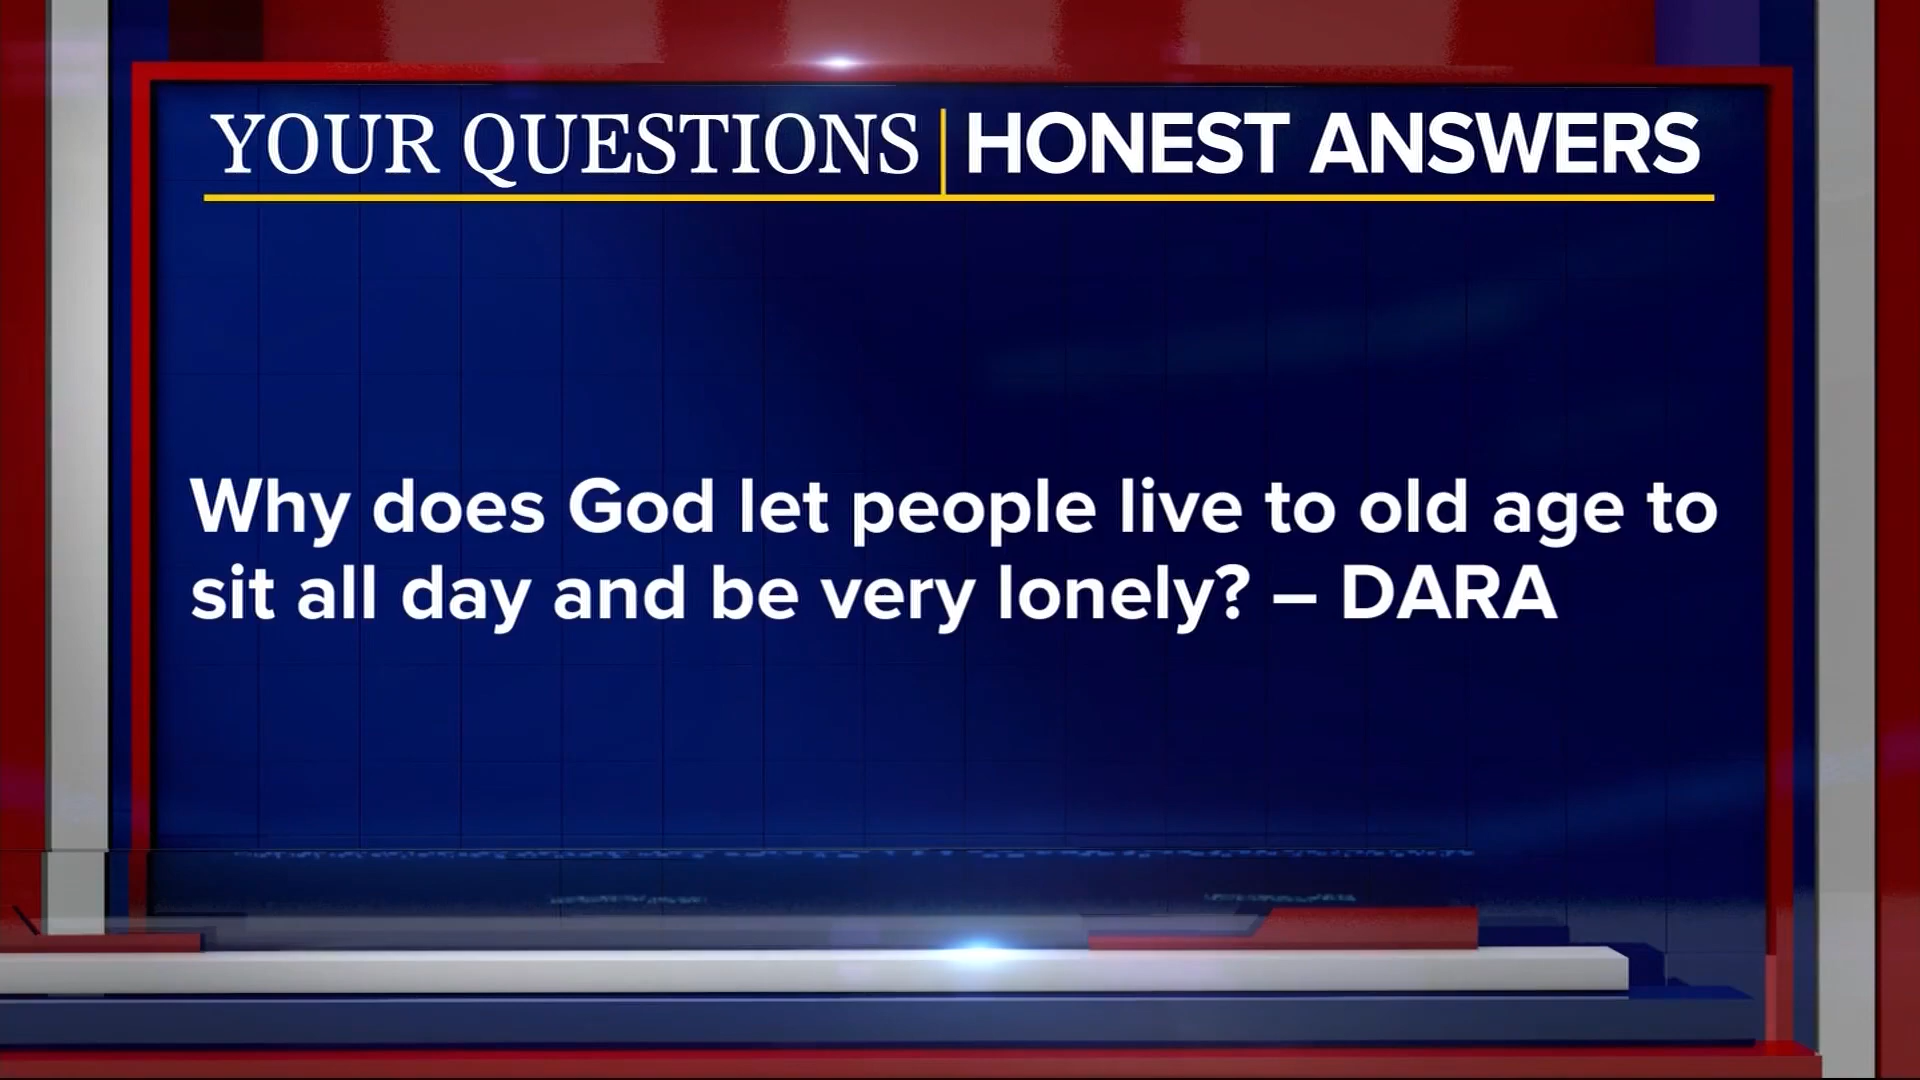 YOUR QUESTIONS HONEST ANSWERS
Why does God let people live to old age to
sit all day and be very lonely? – DARA